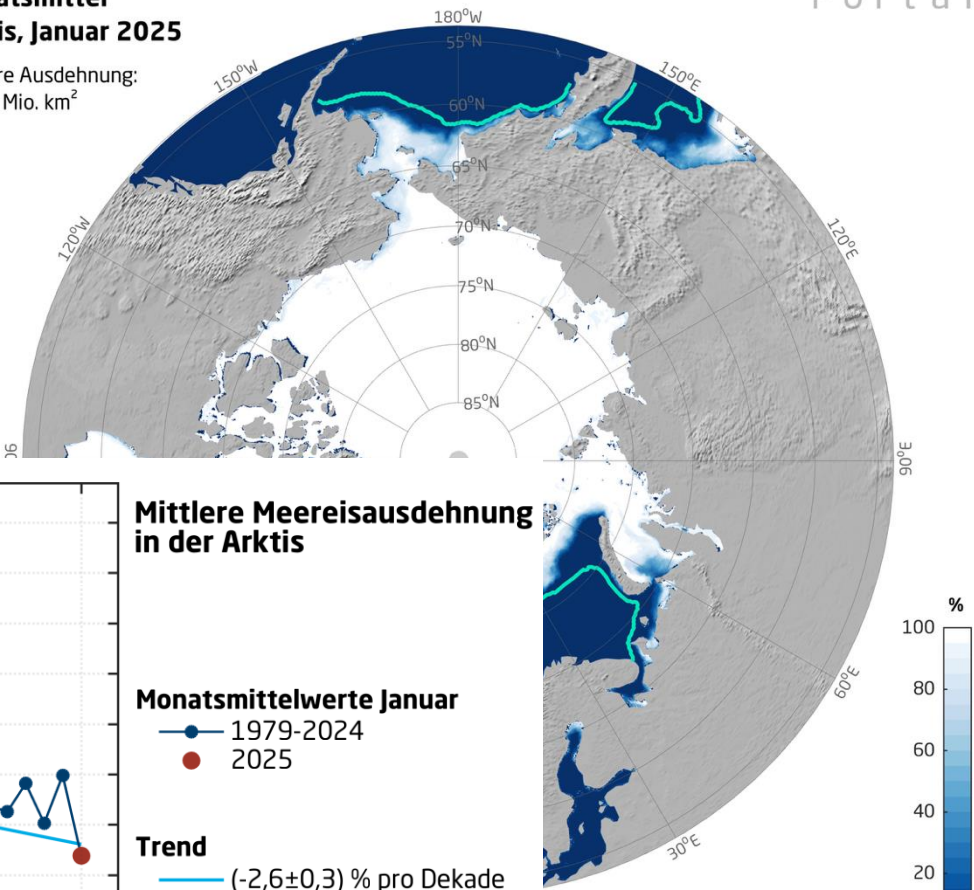 is, Januar 2025
re Ausdehnung:
Mio. km²
180°W
55°N
60°N
65°N
70°N
75°N
80°N
85°N
150°W
120°W
150°E
120°E
90°E
60°E
30°E
Mittlere Meereisausdehnung
in der Arktis
Monatsmittelwerte Januar
1979-2024
2025
Trend
(-2,6±0,3) % pro Dekade
%
100
80
60
40
20